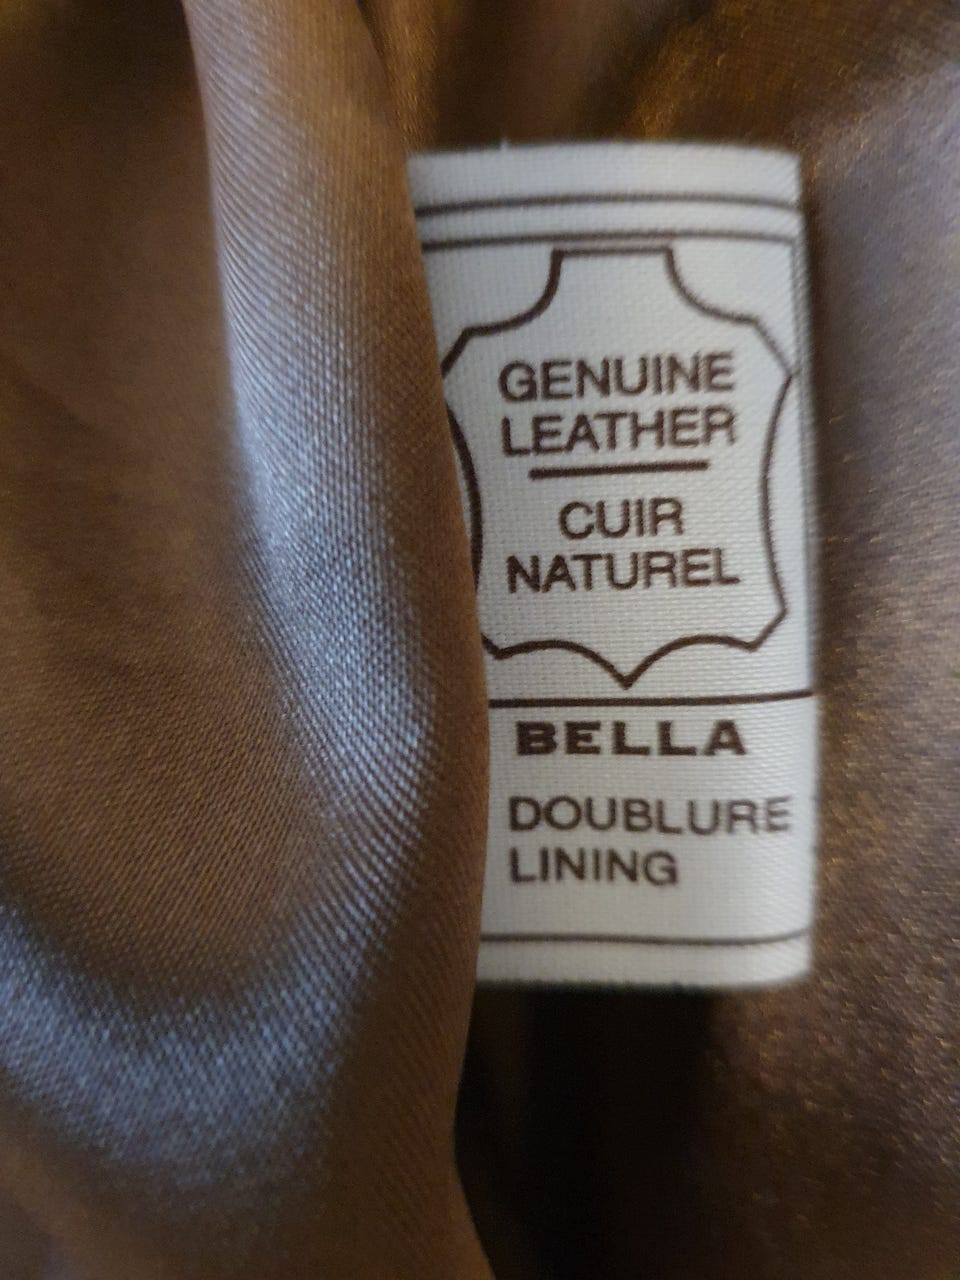 GENUINE
LEATHER
CUIR
NATUREL
BELLA
DOUBLURE
LINING